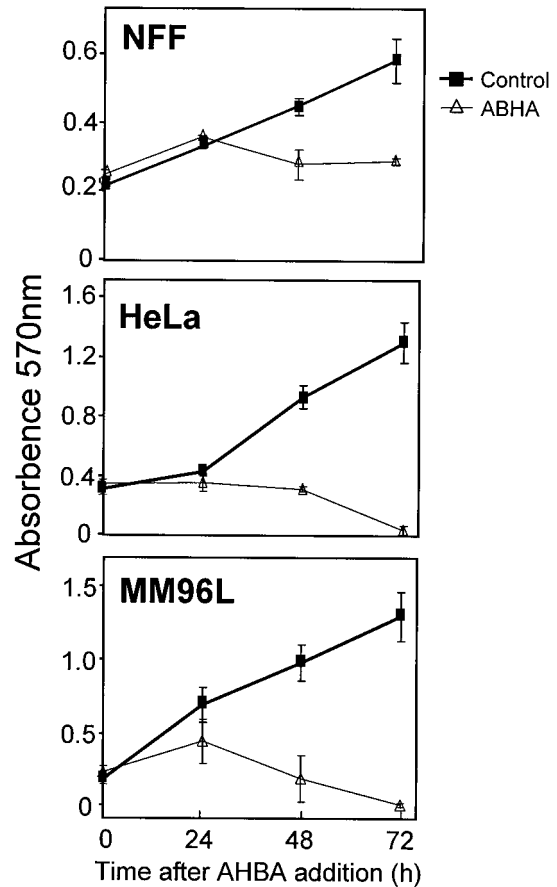 NFF
0.6
0.4
0.2
0
Control
ABHA
HeLa
1.6
1.2
0.8
0.4
0
Absorbence 570nm
MM96L
1.5
1.0
0.5
0
0 24 48 72
Time after AHBA addition (h)